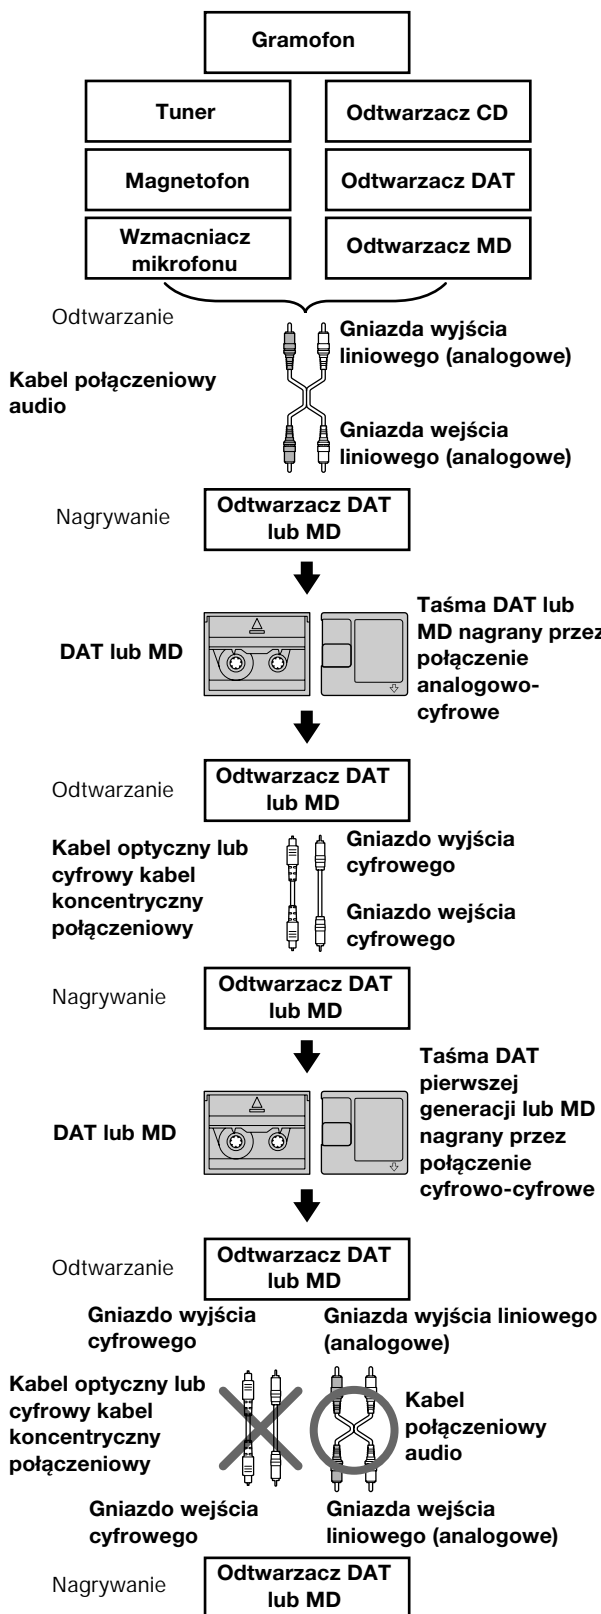 Gramofon
Tuner
Odtwarzacz CD
Magnetofon
Odtwarzacz DAT
Wzmacniacz
mikrofonu
Odtwarzacz MD
Odtwarzanie
Gniazda wyjścia
liniowego (analogowe)
Kabel połączeniowy
audio
Gniazda wejścia
liniowego (analogowe)
Nagrywanie
Odtwarzacz DAT
lub MD
DAT lub MD
Taśma DAT lub
MD nagrany przez
połączenie
analogowo-
cyfrowe
Odtwarzanie
Odtwarzacz DAT
lub MD
Kabel optyczny lub
cyfrowy kabel
koncentryczny
połączeniowy
Gniazdo wyjścia
cyfrowego
Gniazdo wejścia
cyfrowego
Nagrywanie
Odtwarzacz DAT
lub MD
DAT lub MD
Taśma DAT
pierwszej
generacji lub MD
nagrany przez
połączenie
cyfrowo-cyfrowe
Odtwarzanie
Odtwarzacz DAT
lub MD
Gniazdo wyjścia
cyfrowego
Gniazda wyjścia liniowego
(analogowe)
Kabel optyczny lub
cyfrowy kabel
koncentryczny
połączeniowy
Kabel
połączeniowy
audio
Gniazdo wejścia
cyfrowego
Gniazda wejścia
liniowego (analogowe)
Nagrywanie
Odtwarzacz DAT
lub MD